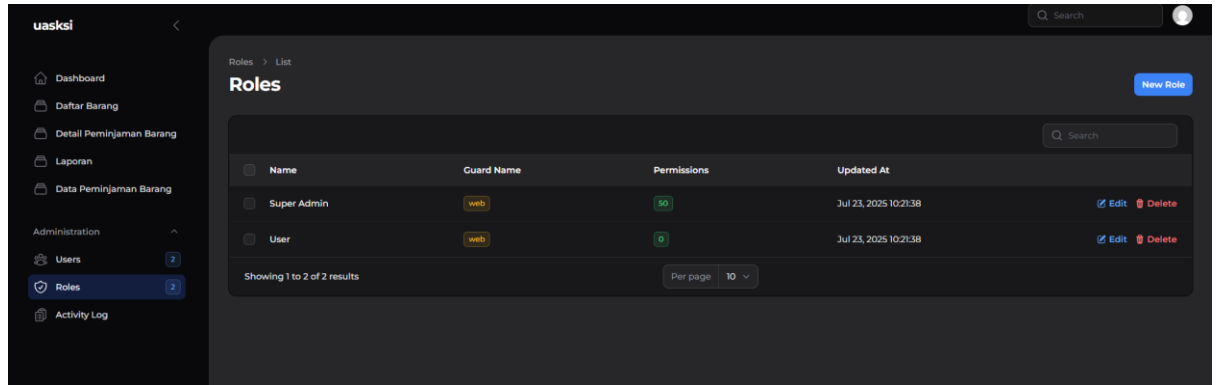 uasksi
Search
Dashboard
Daftar Barang
Detail Peminjaman Barang
Laporan
Data Peminjaman Barang
Administration
Users 2
Roles 2
Activity Log
Roles > List
Roles
New Role
Search
Name Guard Name Permissions Updated At
Super Admin web 50 Jul 23, 2025 10:21:38 Edit Delete
User web 0 Jul 23, 2025 10:21:38 Edit Delete
Showing 1 to 2 of 2 results Per page 10